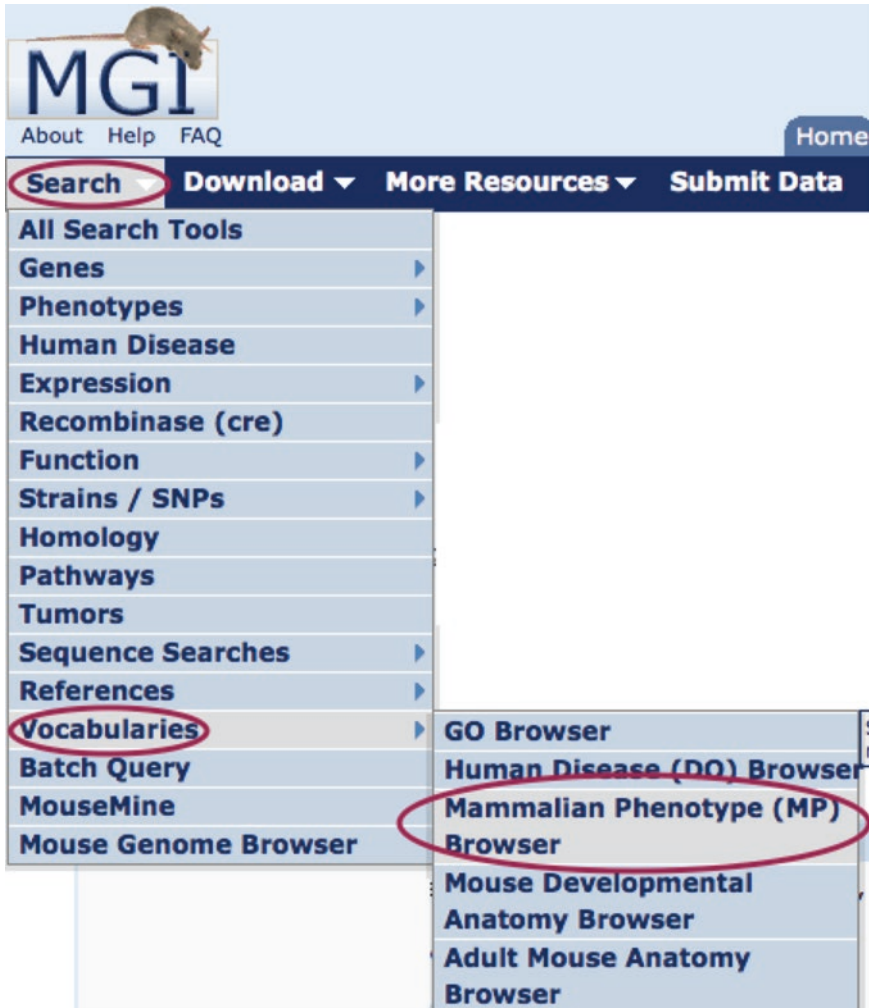 MGI
About Help FAQ
Home
Search Download More Resources Submit Data
All Search Tools
Genes
Phenotypes
Human Disease
Expression
Recombinase (cre)
Function
Strains / SNPs
Homology
Pathways
Tumors
Sequence Searches
References
Vocabularies
Batch Query
MouseMine
Mouse Genome Browser
GO Browser
Human Disease (DO) Browser
Mammalian Phenotype (MP)
Browser
Mouse Developmental
Anatomy Browser
Adult Mouse Anatomy
Browser